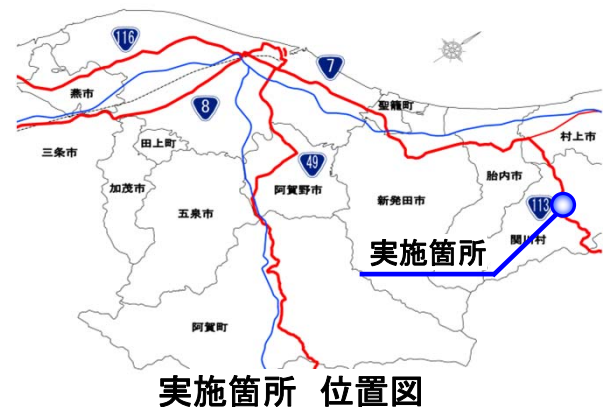 116
7
燕市
8
聖籠町
村上市
三条市
田上町
49
胎内市
加茂市
阿賀野市
新発田市
五泉市
113
関川村
実施箇所
阿賀町
実施箇所 位置図